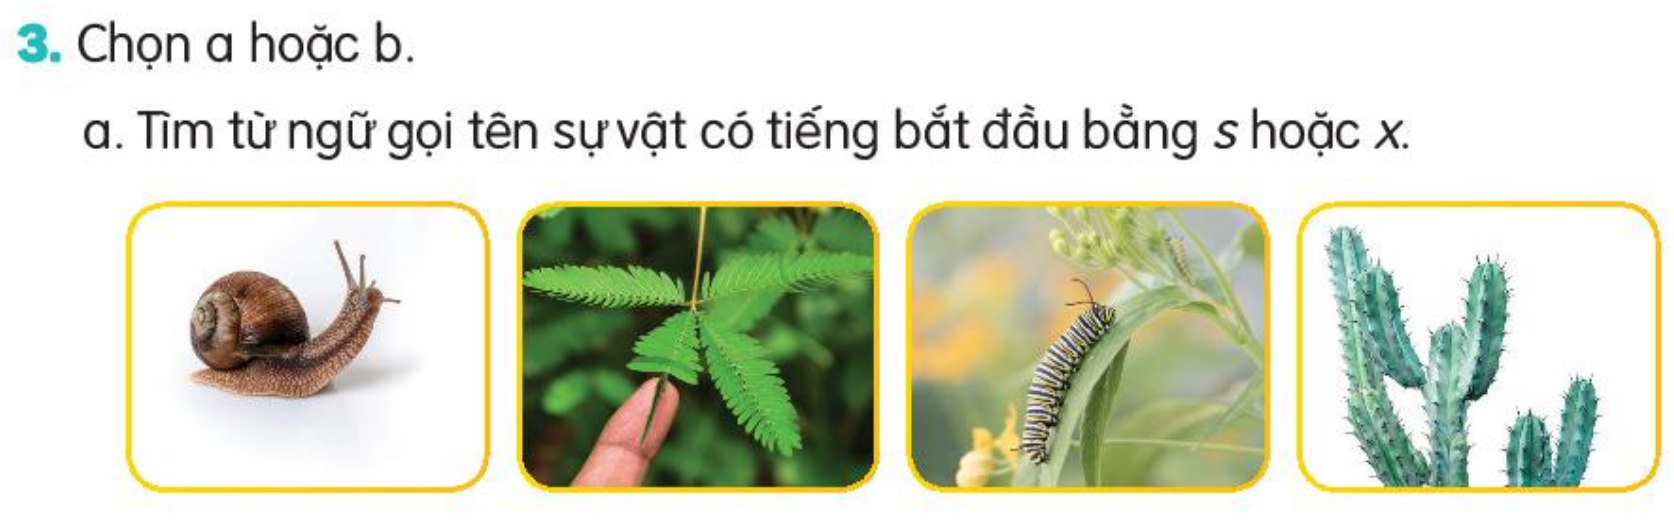 3. Chọn a hoặc b.
a. Tìm từ ngữ gọi tên sự vật có tiếng bắt đầu bằng s hoặc x.